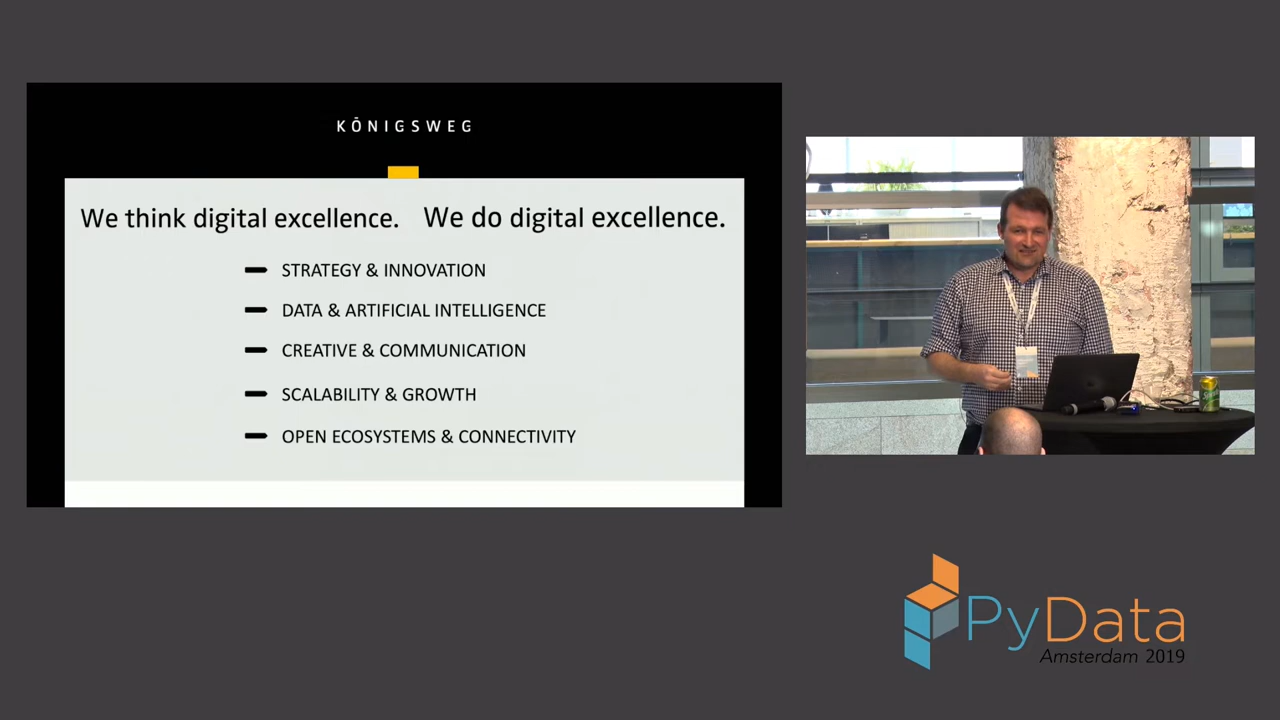 KÖNIGSWEG
We think digital excellence. We do digital excellence.
STRATEGY & INNOVATION
DATA & ARTIFICIAL INTELLIGENCE
CREATIVE & COMMUNICATION
SCALABILITY & GROWTH
OPEN ECOSYSTEMS & CONNECTIVITY
PyData
Amsterdam 2019